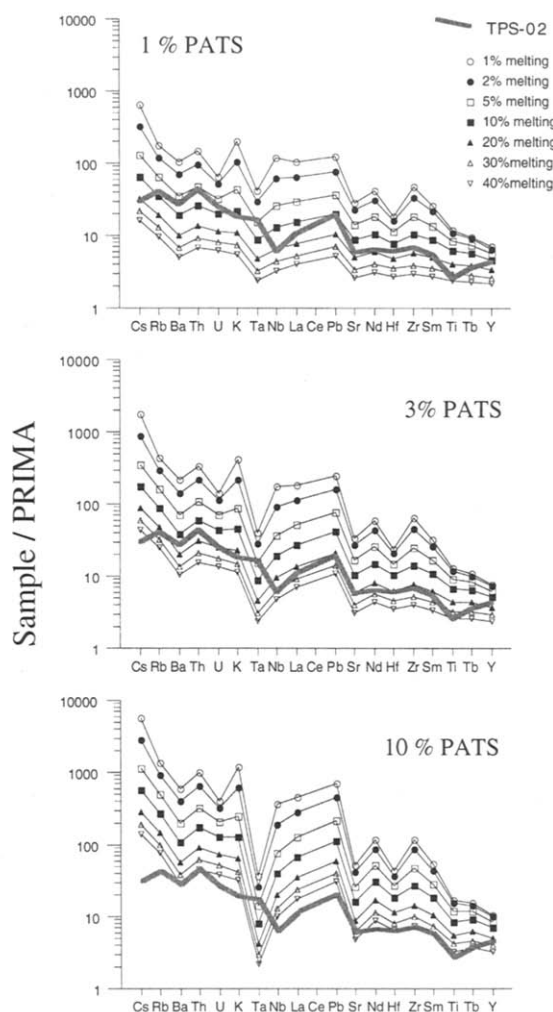 TPS-02
1 % PATS
○ 1% melting
● 2% melting
□ 5% melting
■ 10% melting
▲ 20% melting
△ 30%melting
▽ 40%melting
10000
1000
100
10
1
Cs Rb Ba Th U K Ta Nb La Ce Pb Sr Nd Hf Zr Sm Ti Tb Y
Sample / PRIMA
3% PATS
10000
1000
100
10
1
Cs Rb Ba Th U K Ta Nb La Ce Pb Sr Nd Hf Zr Sm Ti Tb Y
10 % PATS
10000
1000
100
10
1
Cs Rb Ba Th U K Ta Nb La Ce Pb Sr Nd Hf Zr Sm Ti Tb Y